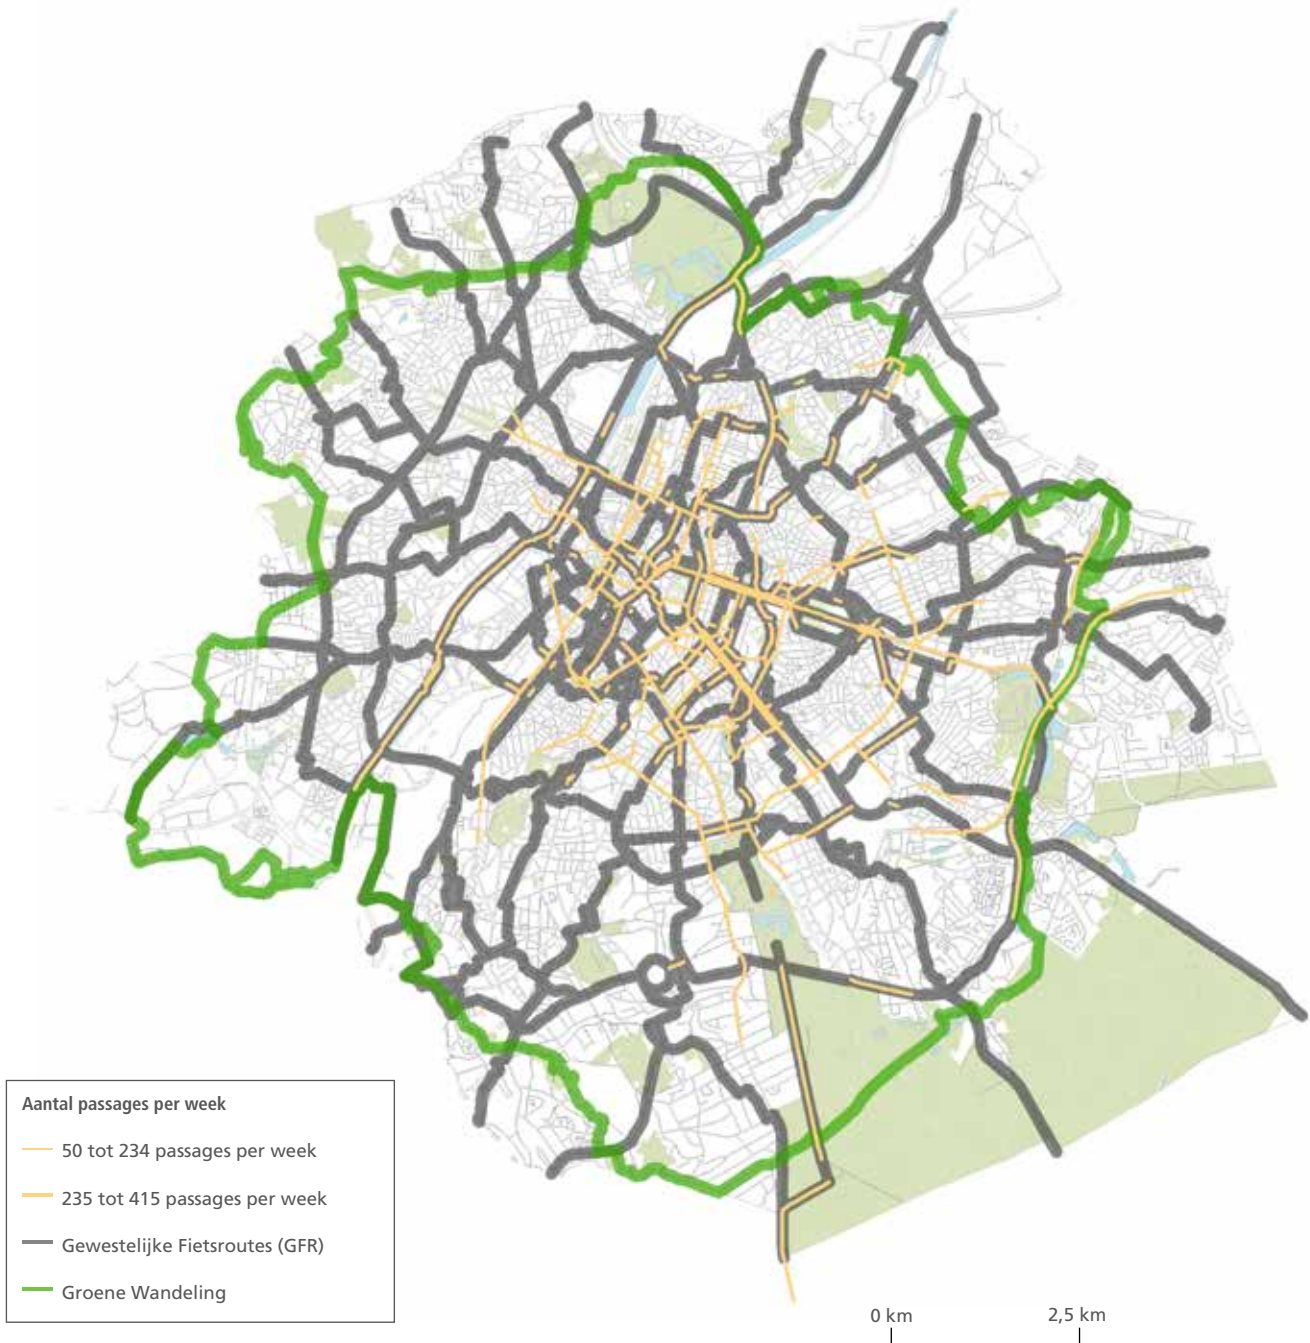 Aantal passages per week
50 tot 234 passages per week
235 tot 415 passages per week
Gewestelijke Fietsroutes (GFR)
Groene Wandeling
0 km
2,5 km